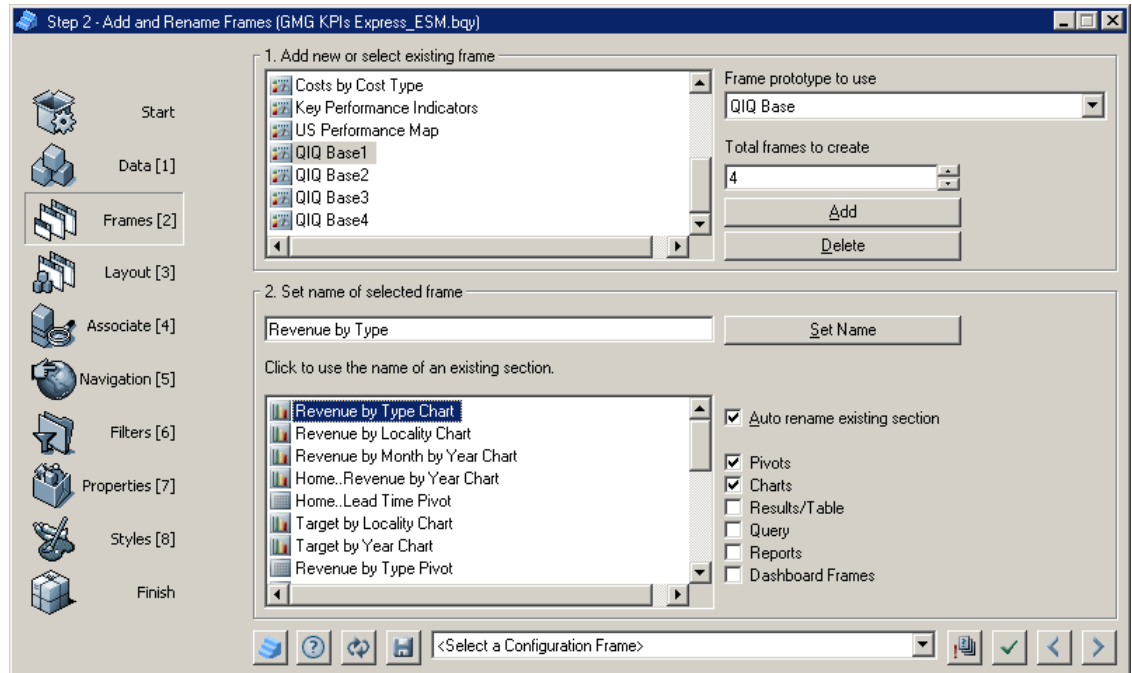 Step 2 - Add and Rename Frames (GMG KPIs Express_ESM.bqy)
Start
Data [1]
Frames [2]
Layout [3]
Associate [4]
Navigation [5]
Filters [6]
Properties [7]
Styles [8]
Finish
1. Add new or select existing frame
Costs by Cost Type
Key Performance Indicators
US Performance Map
QIQ Base1
QIQ Base2
QIQ Base3
QIQ Base4
Frame prototype to use
QIQ Base
Total frames to create
4
Add
Delete
2. Set name of selected frame
Revenue by Type
Set Name
Click to use the name of an existing section.
Revenue by Type Chart
Revenue by Locality Chart
Revenue by Month by Year Chart
Home..Revenue by Year Chart
Home..Lead Time Pivot
Target by Locality Chart
Target by Year Chart
Revenue by Type Pivot
Auto rename existing section
Pivots
Charts
Results/Table
Query
Reports
Dashboard Frames
<Select a Configuration Frame>